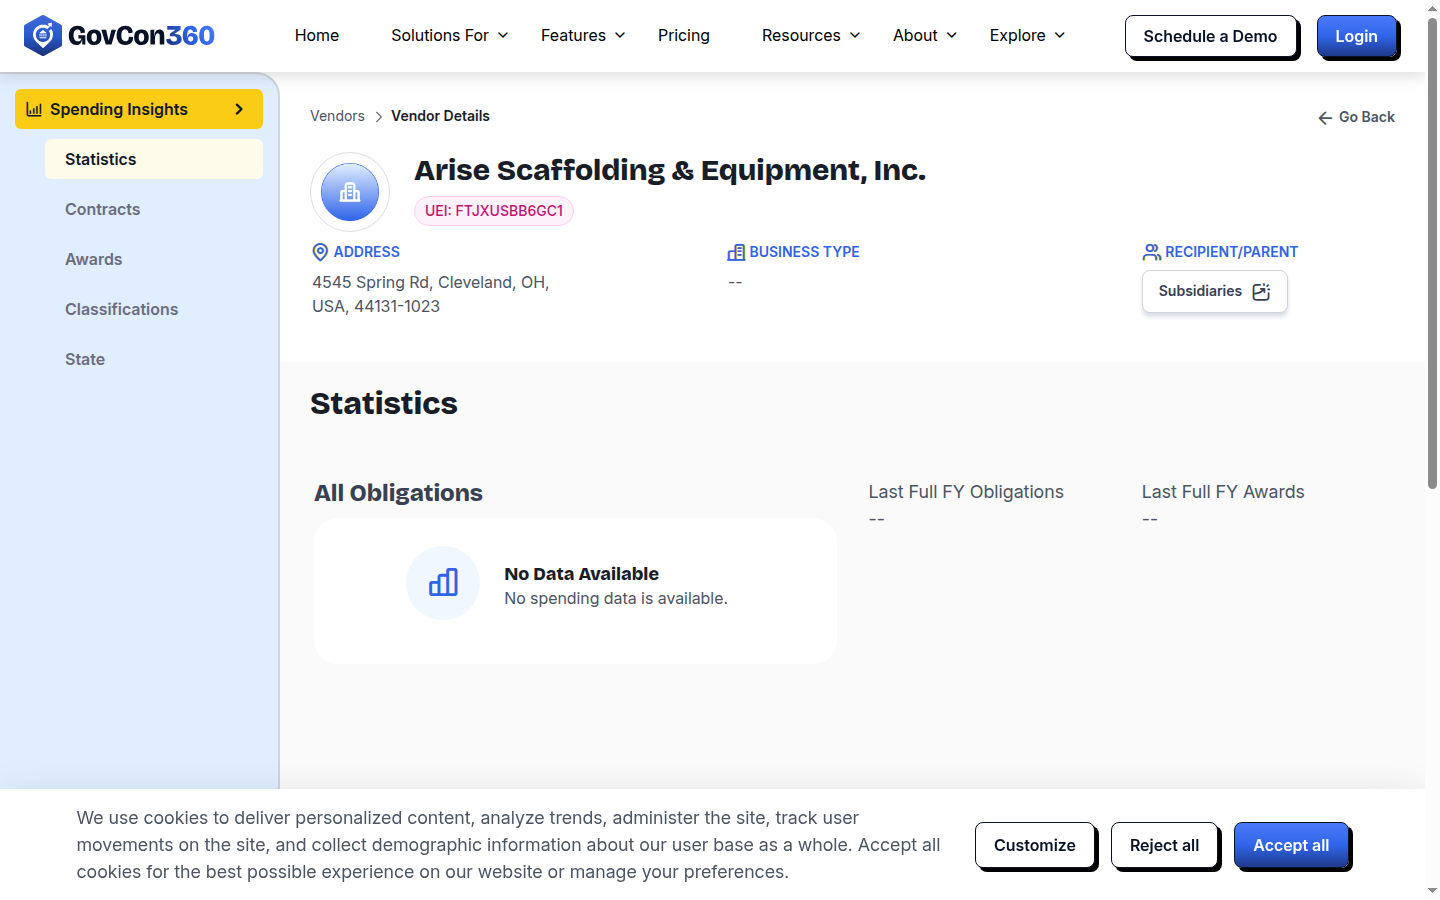 GovCon360
Home
Solutions For
Features
Pricing
Resources
About
Explore
Schedule a Demo
Login
Spending Insights
Statistics
Contracts
Awards
Classifications
State
Vendors
Vendor Details
Go Back
Arise Scaffolding & Equipment, Inc.
UEI: FTJXUSBB6GC1
ADDRESS
4545 Spring Rd, Cleveland, OH,
USA, 44131-1023
BUSINESS TYPE
--
RECIPIENT/PARENT
Subsidiaries
Statistics
All Obligations
No Data Available
No spending data is available.
Last Full FY Obligations
--
Last Full FY Awards
--
We use cookies to deliver personalized content, analyze trends, administer the site, track user
movements on the site, and collect demographic information about our user base as a whole. Accept all
cookies for the best possible experience on our website or manage your preferences.
Customize
Reject all
Accept all